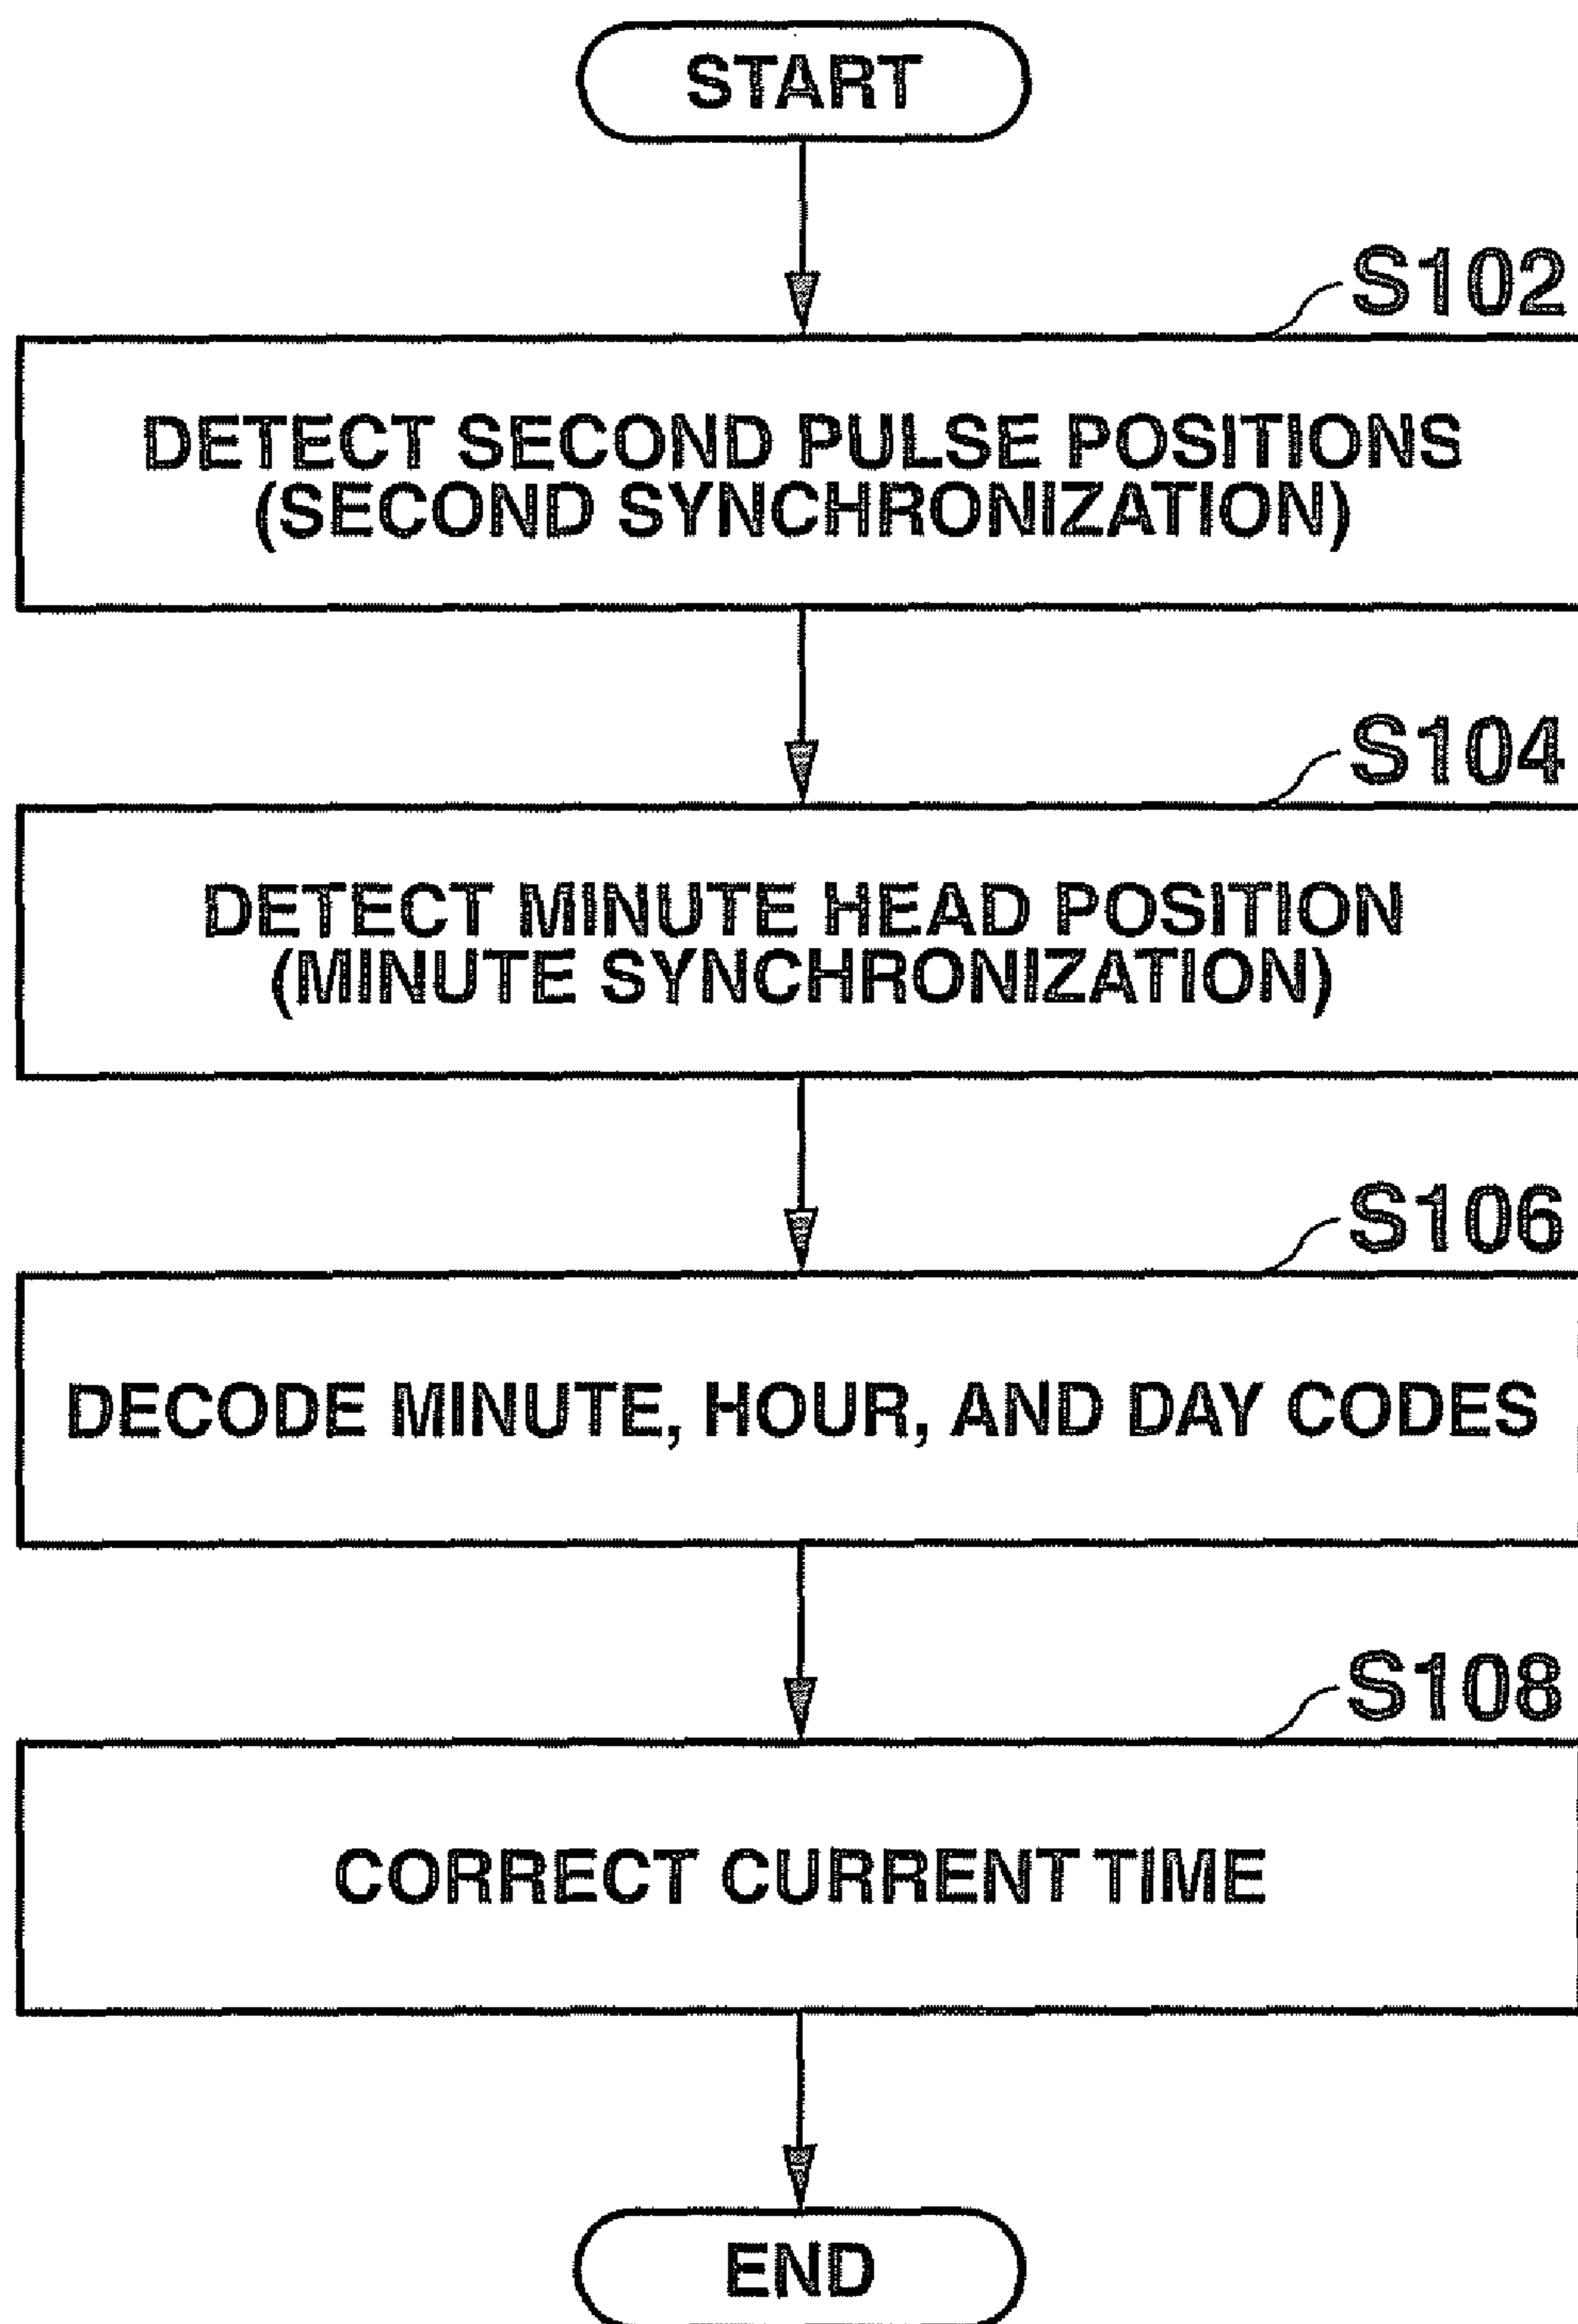 START
S102
DETECT SECOND PULSE POSITIONS
(SECOND SYNCHRONIZATION)
S104
DETECT MINUTE HEAD POSITION
(MINUTE SYNCHRONIZATION)
S106
DECODE MINUTE, HOUR, AND DAY CODES
S108
CORRECT CURRENT TIME
END